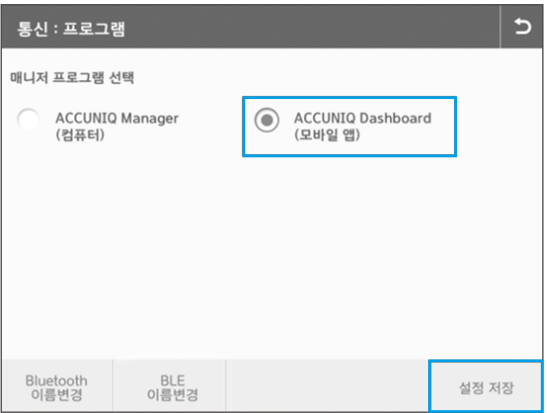 통신 : 프로그램
매니저 프로그램 선택
ACCUNIQ Manager
(컴퓨터)
ACCUNIQ Dashboard
(모바일 앱)
Bluetooth
이름변경
BLE
이름변경
설정 저장